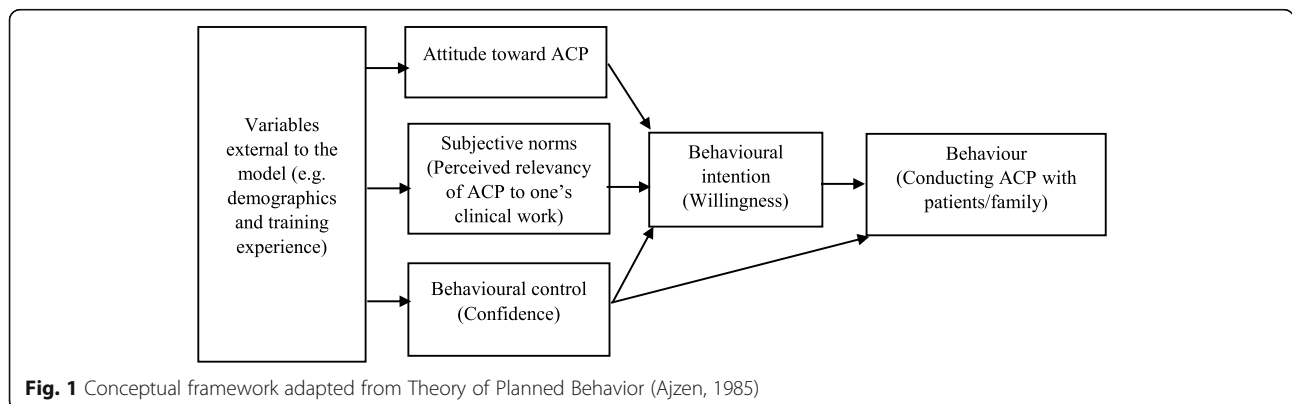 Variables
external to the
model (e.g.
demographics
and training
experience)
Attitude toward ACP
Subjective norms
(Perceived relevancy
of ACP to one’s
clinical work)
Behavioural control
(Confidence)
Behavioural
intention
(Willingness)
Behaviour
(Conducting ACP with
patients/family)
Fig. 1 Conceptual framework adapted from Theory of Planned Behavior (Ajzen, 1985)